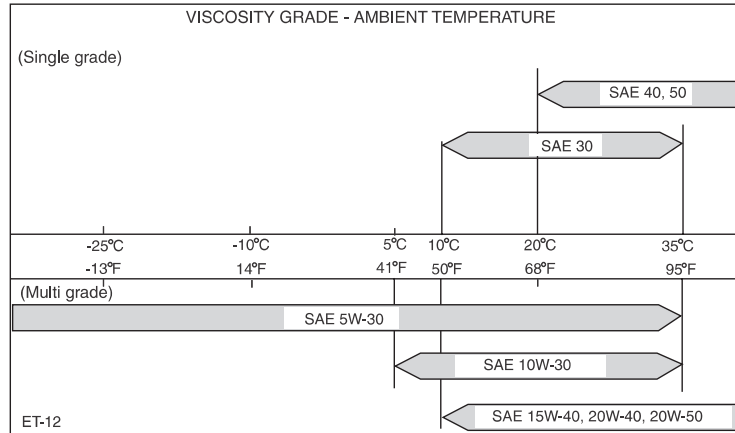 VISCOSITY GRADE - AMBIENT TEMPERATURE
(Single grade)
SAE 40, 50
SAE 30
-25°C -10°C 5°C 10°C 20°C 35°C
-13°F 14°F 41°F 50°F 68°F 95°F
(Multi grade)
SAE 5W-30
SAE 10W-30
SAE 15W-40, 20W-40, 20W-50
ET-12